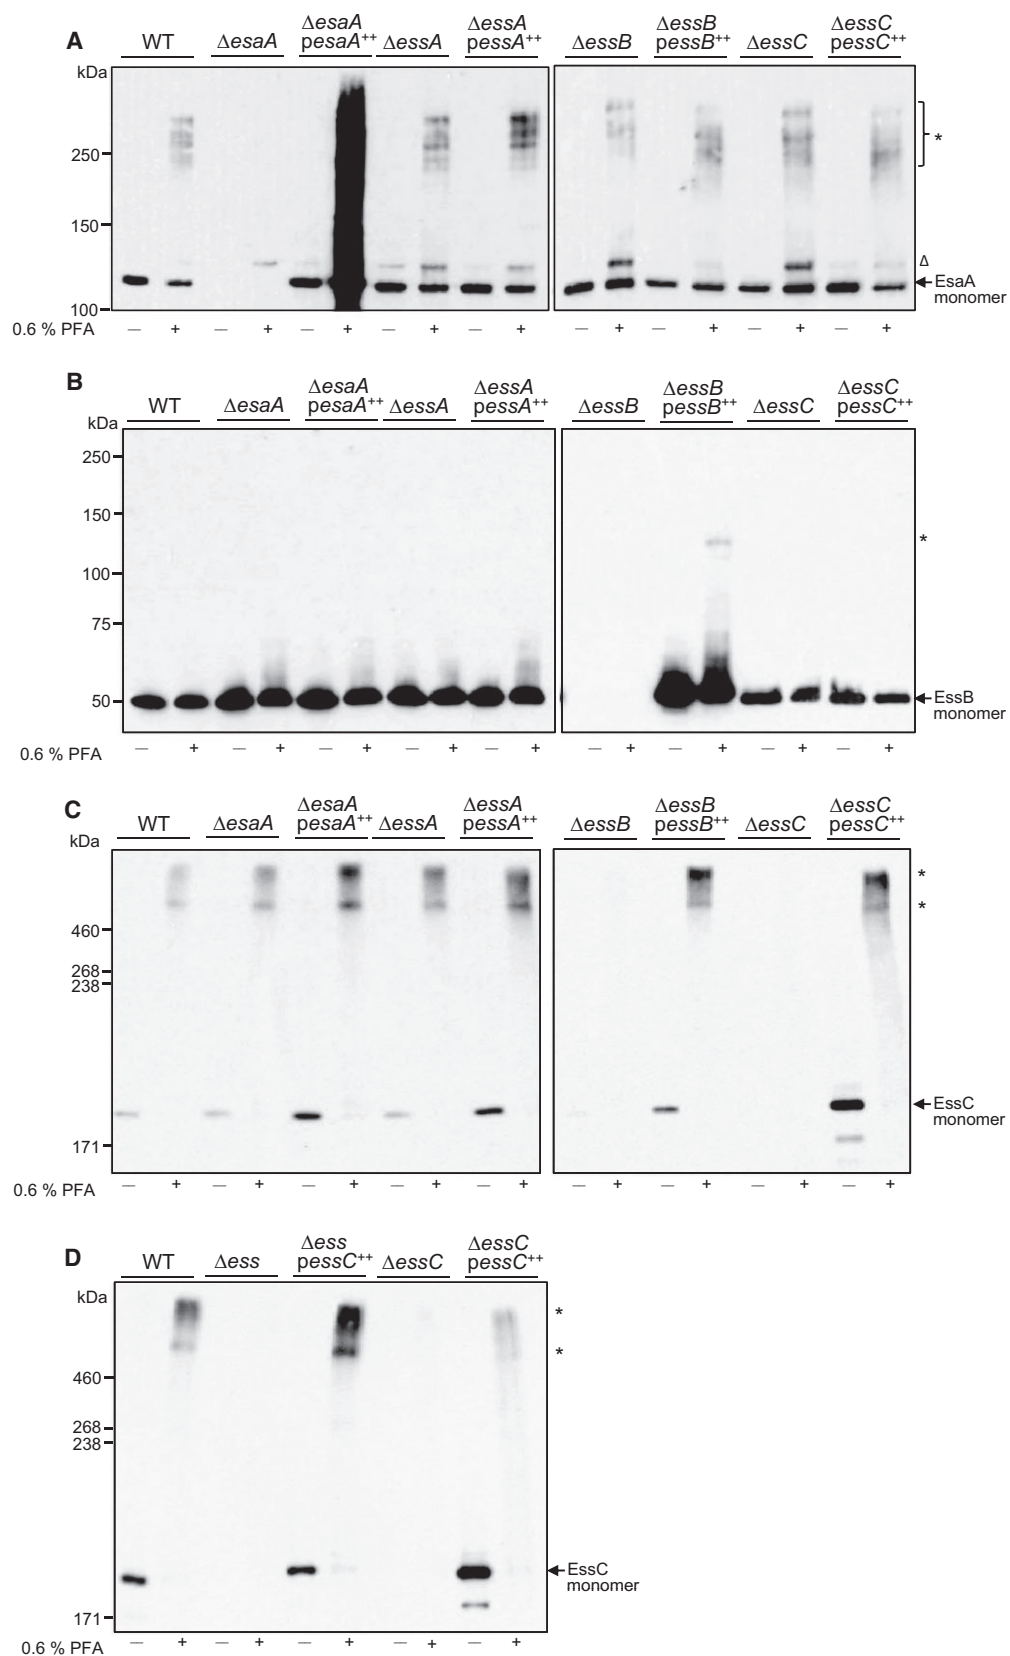 A
WT ΔesaA ΔesaA pesaA++ ΔessA ΔessA pessA++ ΔessB ΔessB pessB++ ΔessC ΔessC pessC++
kDa
250
150
100
*
Δ
EsaA
monomer
0.6 % PFA — + — + — + — + — + — + — + — + — +
B
WT ΔesaA ΔesaA pesaA++ ΔessA ΔessA pessA++ ΔessB ΔessB pessB++ ΔessC ΔessC pessC++
kDa
250
150
100
75
50
*
EssB
monomer
0.6 % PFA — + — + — + — + — + — + — + — + — +
C
WT ΔesaA ΔesaA pesaA++ ΔessA ΔessA pessA++ ΔessB ΔessB pessB++ ΔessC ΔessC pessC++
kDa
460
268
238
171
*
*
EssC
monomer
0.6 % PFA — + — + — + — + — + — + — + — + — +
D
WT Δess Δess pessC++ ΔessC ΔessC pessC++
kDa
460
268
238
171
*
*
EssC
monomer
0.6 % PFA — + — + — + — + — +